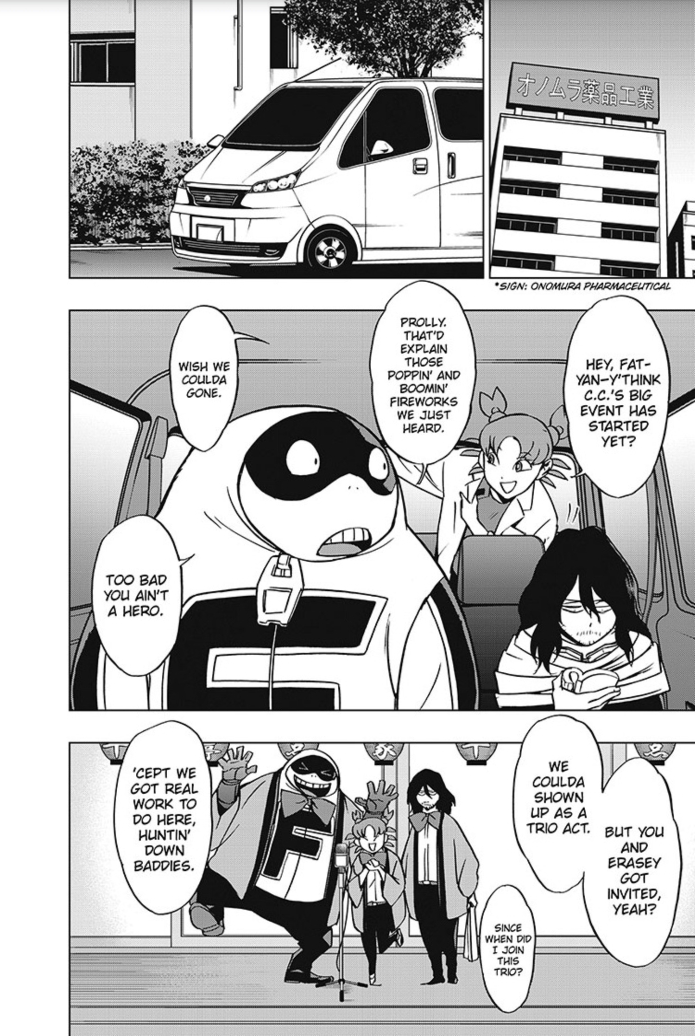 オノムラ薬品工業
*SIGN: ONOMURA PHARMACEUTICAL
HEY, FAT-
YAN-Y'THINK
C.C.'S BIG
EVENT HAS
STARTED
YET?
PROLLY.
THAT'D
EXPLAIN
THOSE
POPPIN' AND
BOOMIN'
FIREWORKS
WE JUST
HEARD.
WISH WE
COULDA
GONE.
TOO BAD
YOU AIN'T
A HERO.
F
BUT YOU
AND
ERASEY
GOT
INVITED,
YEAH?
WE
COULDA
SHOWN
UP AS A
TRIO ACT.
SINCE
WHEN DID
I JOIN
THIS
TRIO?
'CEPT WE
GOT REAL
WORK TO
DO HERE,
HUNTIN'
DOWN
BADDIES.
F